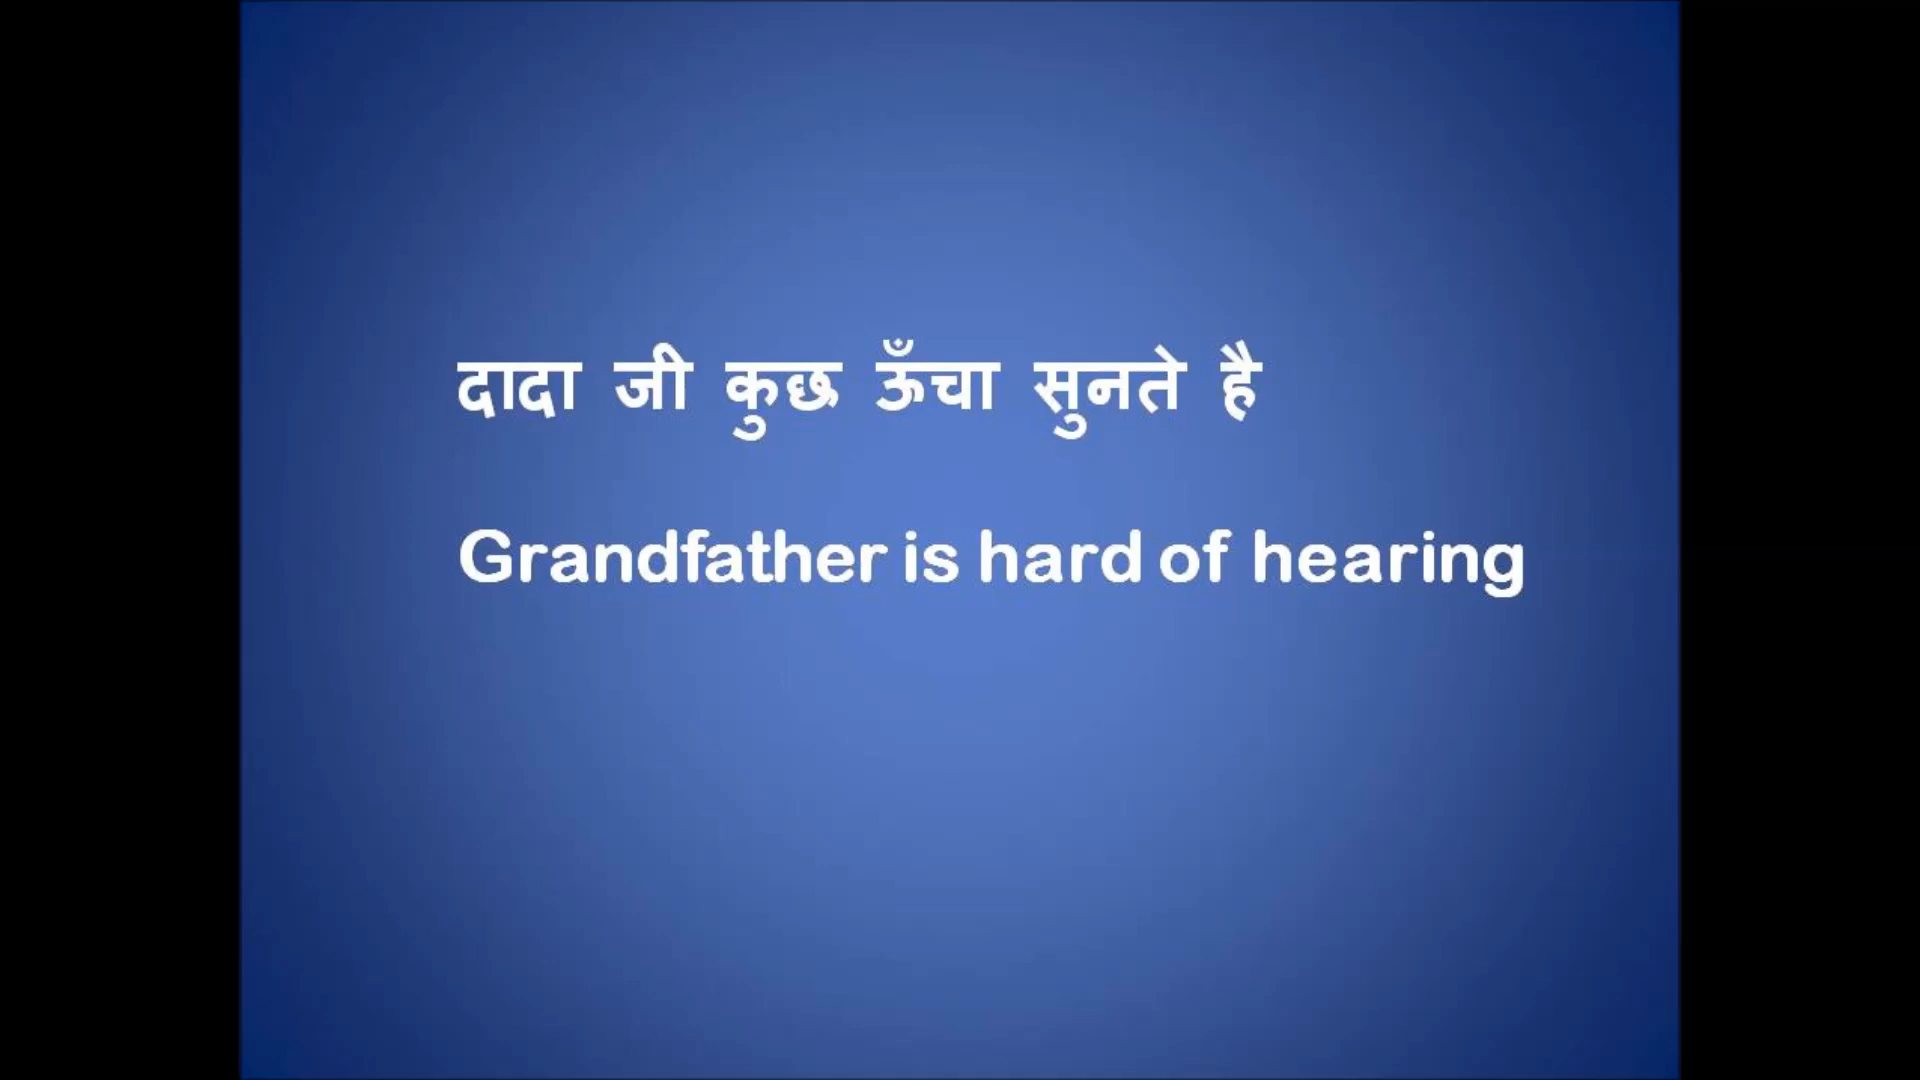 दादा जी कुछ ऊँचा सुनते है
Grandfather is hard of hearing